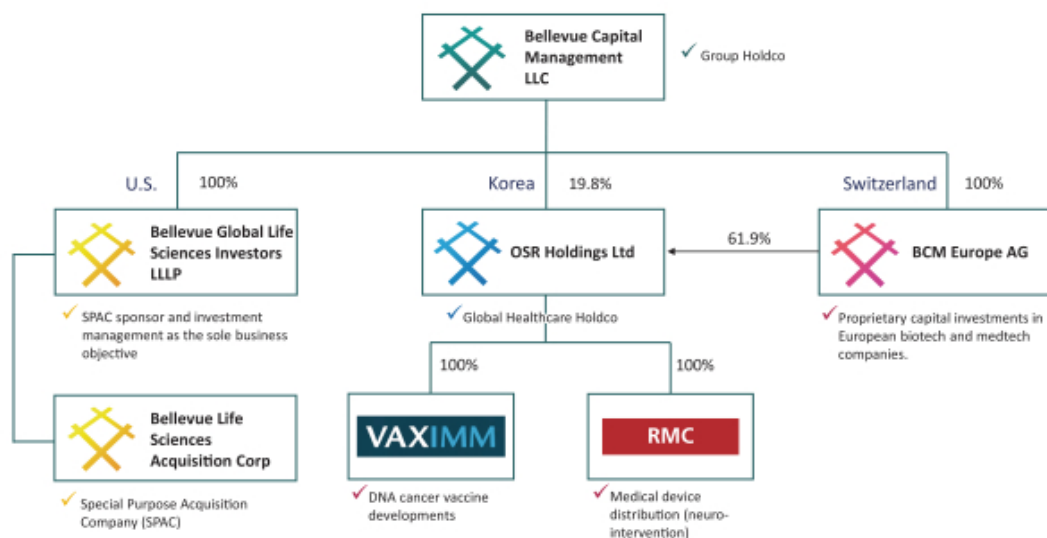 Bellevue Capital
Management
LLC
Group Holdco
U.S.
100%
Korea
19.8%
Switzerland
100%
Bellevue Global Life
Sciences Investors
LLLP
OSR Holdings Ltd
61.9%
BCM Europe AG
SPAC sponsor and investment
management as the sole business
objective
Global Healthcare Holdco
Proprietary capital investments in
European biotech and medtech
companies.
100%
100%
Bellevue Life
Sciences
Acquisition Corp
VAXIMM
RMC
Special Purpose Acquisition
Company (SPAC)
DNA cancer vaccine
developments
Medical device
distribution (neuro-
intervention)